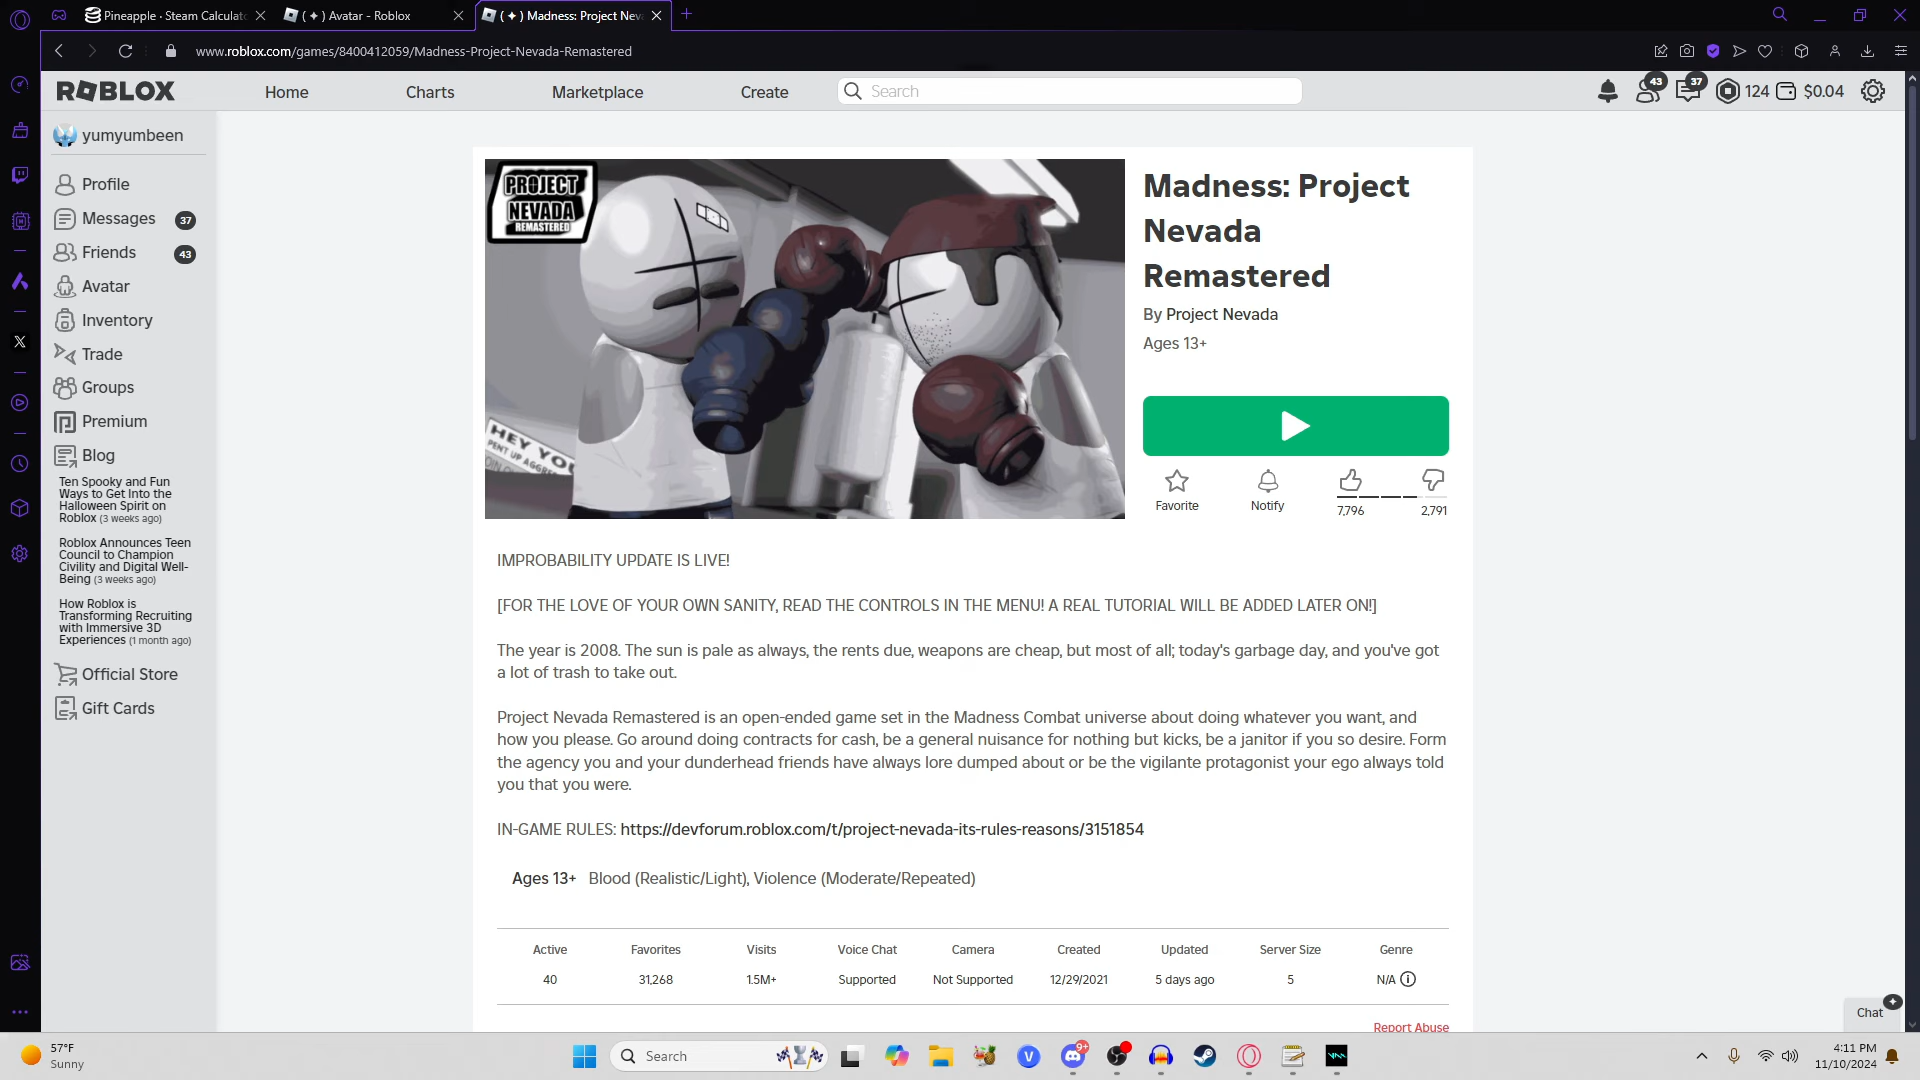 Pineapple · Steam Calculat
( ✦ ) Avatar - Roblox
( ✦ ) Madness: Project Nev
www.roblox.com/games/8400412059/Madness-Project-Nevada-Remastered
ROBLOX
Home
Charts
Marketplace
Create
Search
43
37
124
$0.04
yumyumbeen
Profile
Messages 37
Friends 43
Avatar
Inventory
Trade
Groups
Premium
Blog
Ten Spooky and Fun
Ways to Get Into the
Halloween Spirit on
Roblox (3 weeks ago)
Roblox Announces Teen
Council to Champion
Civility and Digital Well-
Being (3 weeks ago)
How Roblox is
Transforming Recruiting
with Immersive 3D
Experiences (1 month ago)
Official Store
Gift Cards
PROJECT
NEVADA
REMASTERED
HEY YOU
PENT UP AGGRE
Madness: Project
Nevada
Remastered
By Project Nevada
Ages 13+
Favorite
Notify
7,796
2,791
IMPROBABILITY UPDATE IS LIVE!
[FOR THE LOVE OF YOUR OWN SANITY, READ THE CONTROLS IN THE MENU! A REAL TUTORIAL WILL BE ADDED LATER ON!]
The year is 2008. The sun is pale as always, the rents due, weapons are cheap, but most of all; today's garbage day, and you've got
a lot of trash to take out.
Project Nevada Remastered is an open-ended game set in the Madness Combat universe about doing whatever you want, and
how you please. Go around doing contracts for cash, be a general nuisance for nothing but kicks, be a janitor if you so desire. Form
the agency you and your dunderhead friends have always lore dumped about or be the vigilante protagonist your ego always told
you that you were.
IN-GAME RULES: https://devforum.roblox.com/t/project-nevada-its-rules-reasons/3151854
Ages 13+ Blood (Realistic/Light), Violence (Moderate/Repeated)
Active Favorites Visits Voice Chat Camera Created Updated Server Size Genre
40 31,268 1.5M+ Supported Not Supported 12/29/2021 5 days ago 5 N/A
Report Abuse
Chat
57°F
Sunny
Search
9+
4:11 PM
11/10/2024